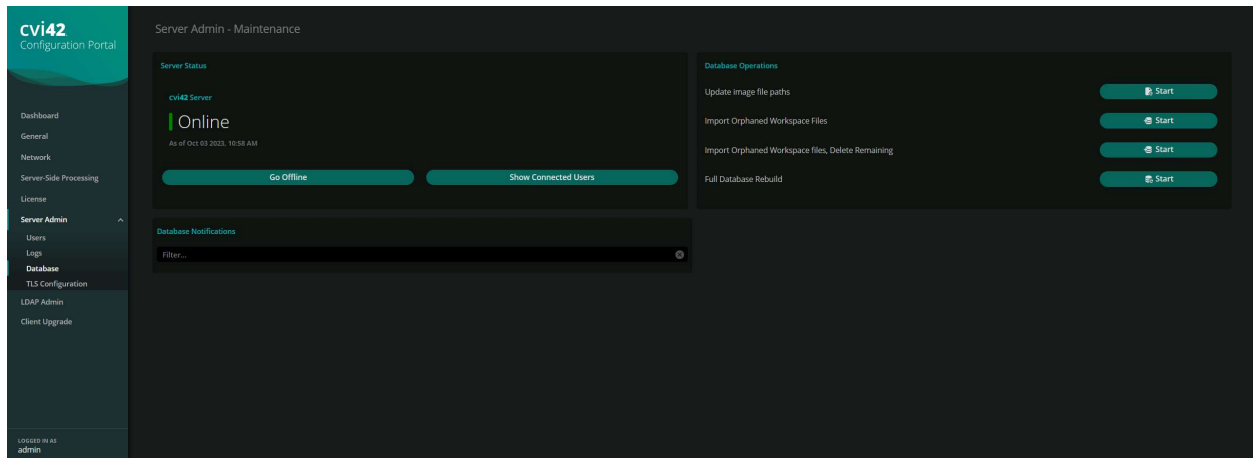 cvi42
Configuration Portal
Dashboard
General
Network
Server-Side Processing
License
Server Admin
Users
Logs
Database
TLS Configuration
LDAP Admin
Client Upgrade
LOGGED IN AS
admin
Server Admin - Maintenance
Server Status
cvi42 Server
Online
As of Oct 03 2023, 10:58 AM
Go Offline
Show Connected Users
Database Notifications
Filter...
Database Operations
Update image file paths
Start
Import Orphaned Workspace Files
Start
Import Orphaned Workspace files, Delete Remaining
Start
Full Database Rebuild
Start